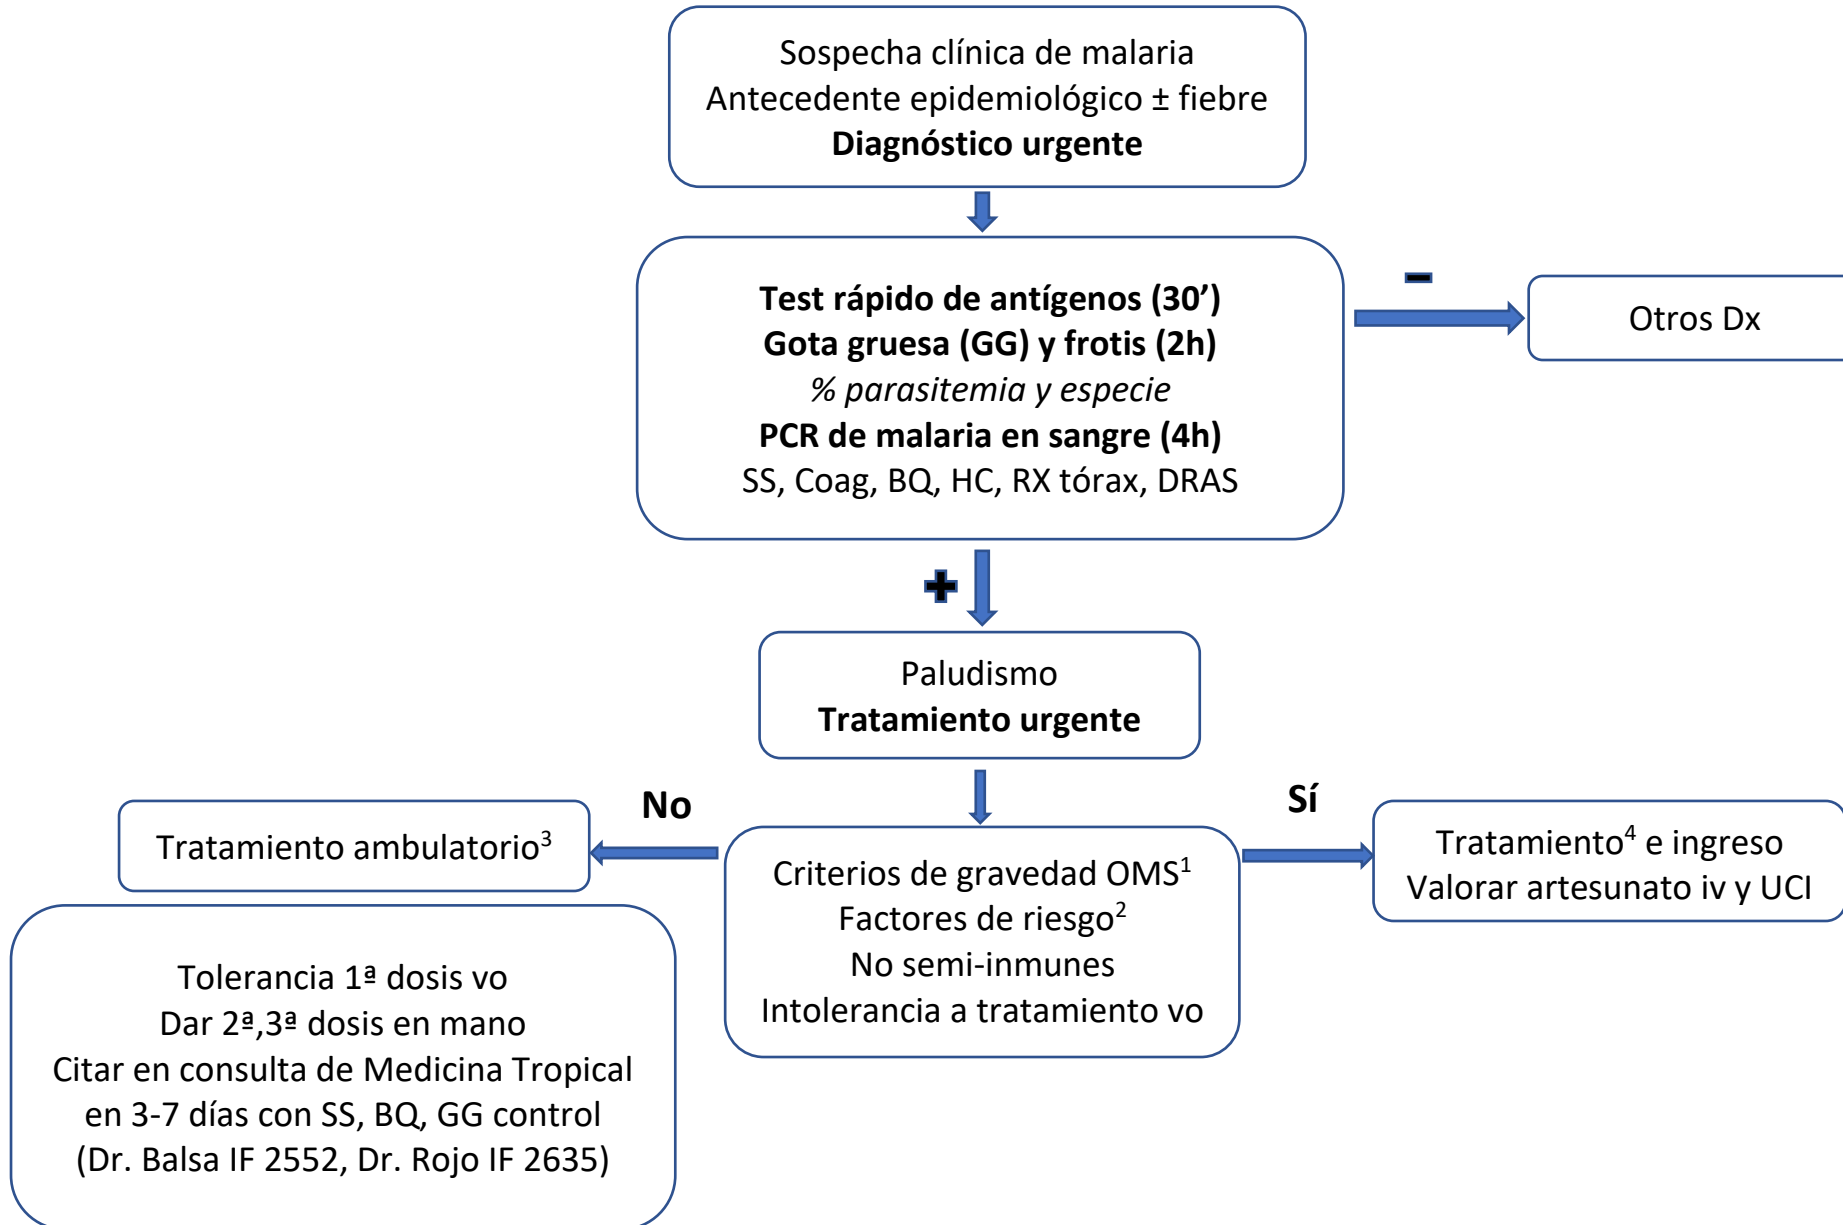 Sospecha clínica de malaria
Antecedente epidemiológico ± fiebre
Diagnóstico urgente
Test rápido de antígenos (30’)
Gota gruesa (GG) y frotis (2h)
% parasitemia y especie
PCR de malaria en sangre (4h)
SS, Coag, BQ, HC, RX tórax, DRAS
-
Otros Dx
+
Paludismo
Tratamiento urgente
No
Sí
Tratamiento ambulatorio³
Criterios de gravedad OMS¹
Factores de riesgo²
No semi-inmunes
Intolerancia a tratamiento vo
Tratamiento⁴ e ingreso
Valorar artesunato iv y UCI
Tolerancia 1ª dosis vo
Dar 2ª,3ª dosis en mano
Citar en consulta de Medicina Tropical
en 3-7 días con SS, BQ, GG control
(Dr. Balsa IF 2552, Dr. Rojo IF 2635)